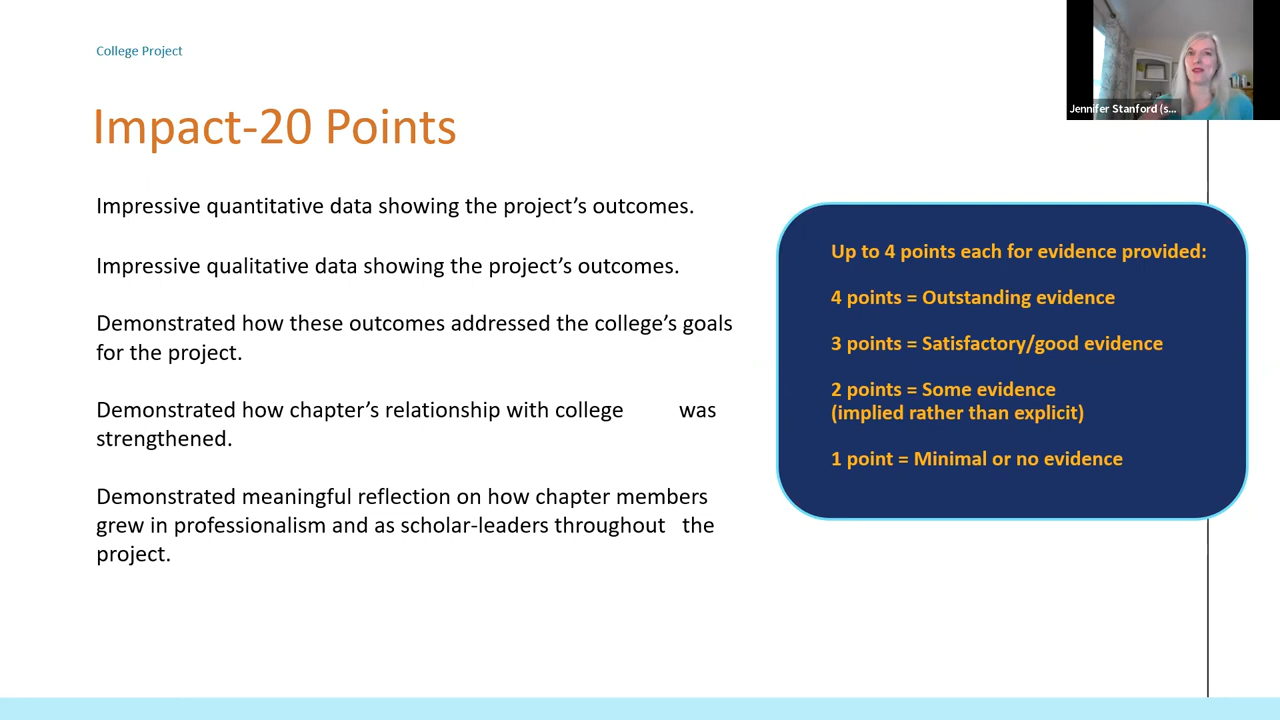 College Project
Jennifer Stanford (s...
Impact-20 Points
Impressive quantitative data showing the project’s outcomes.
Impressive qualitative data showing the project’s outcomes.
Demonstrated how these outcomes addressed the college’s goals
for the project.
Demonstrated how chapter’s relationship with college was
strengthened.
Demonstrated meaningful reflection on how chapter members
grew in professionalism and as scholar-leaders throughout the
project.
Up to 4 points each for evidence provided:
4 points = Outstanding evidence
3 points = Satisfactory/good evidence
2 points = Some evidence
(implied rather than explicit)
1 point = Minimal or no evidence